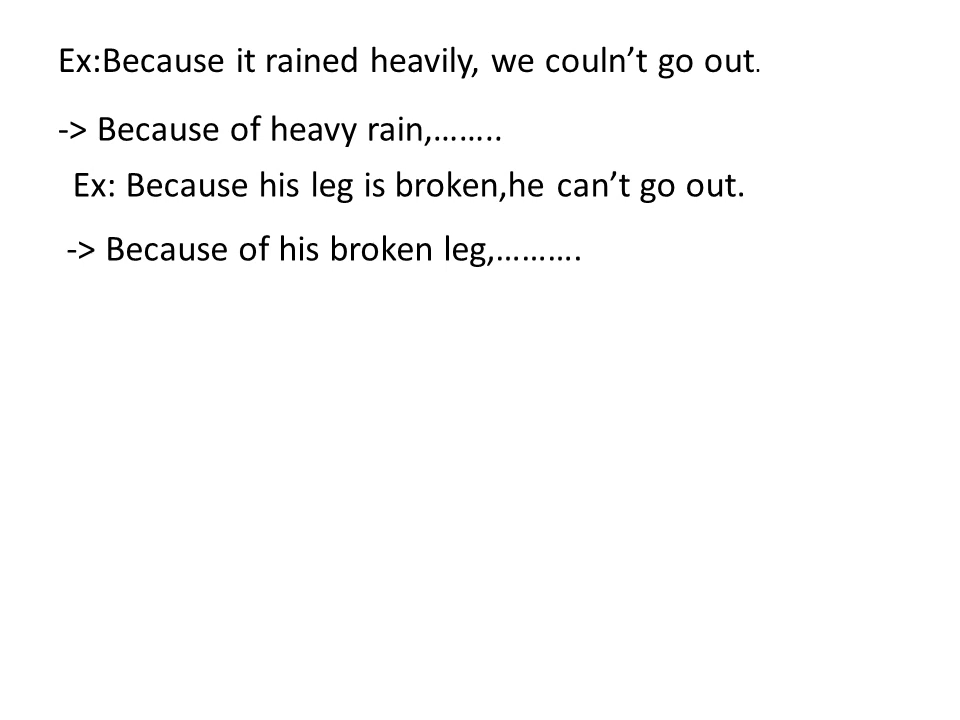 Ex:Because it rained heavily, we couln’t go out.
-> Because of heavy rain,……..
Ex: Because his leg is broken,he can’t go out.
-> Because of his broken leg,……….